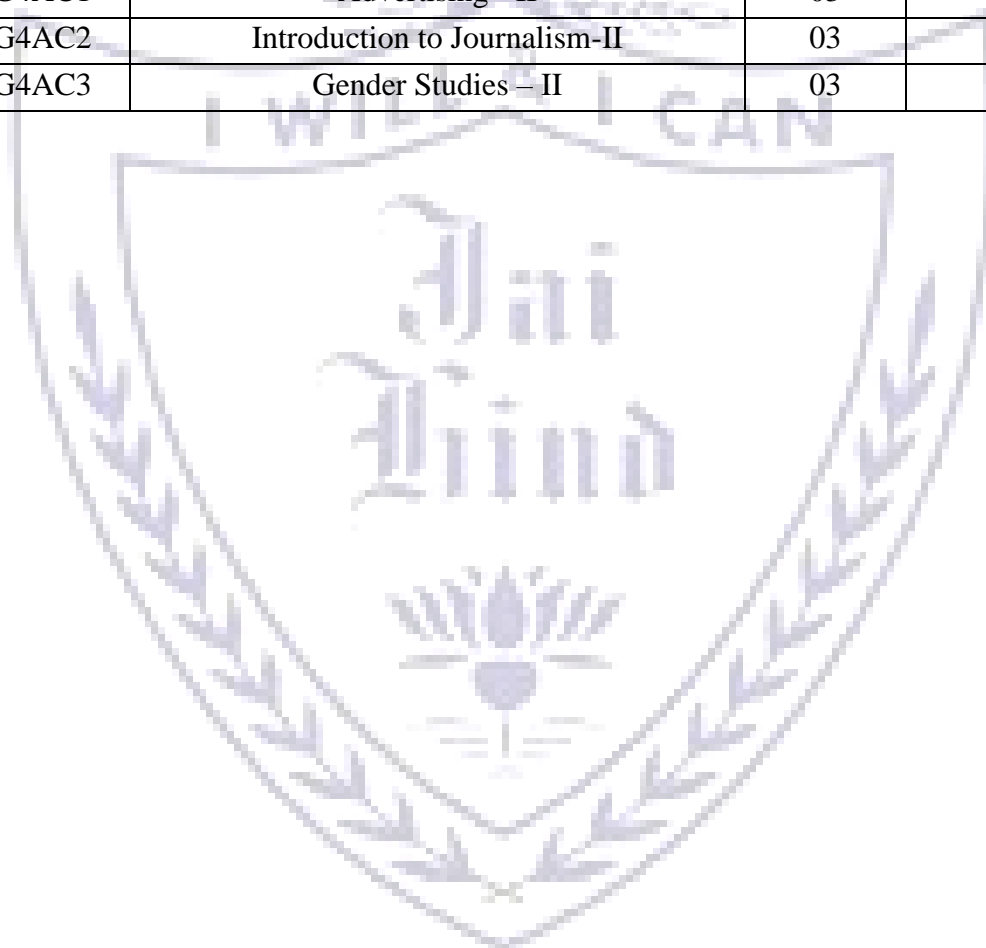 G4AC2 Introduction to Journalism-II 03
G4AC3 Gender Studies – II 03
I WILL & I CAN
Jai
Hind